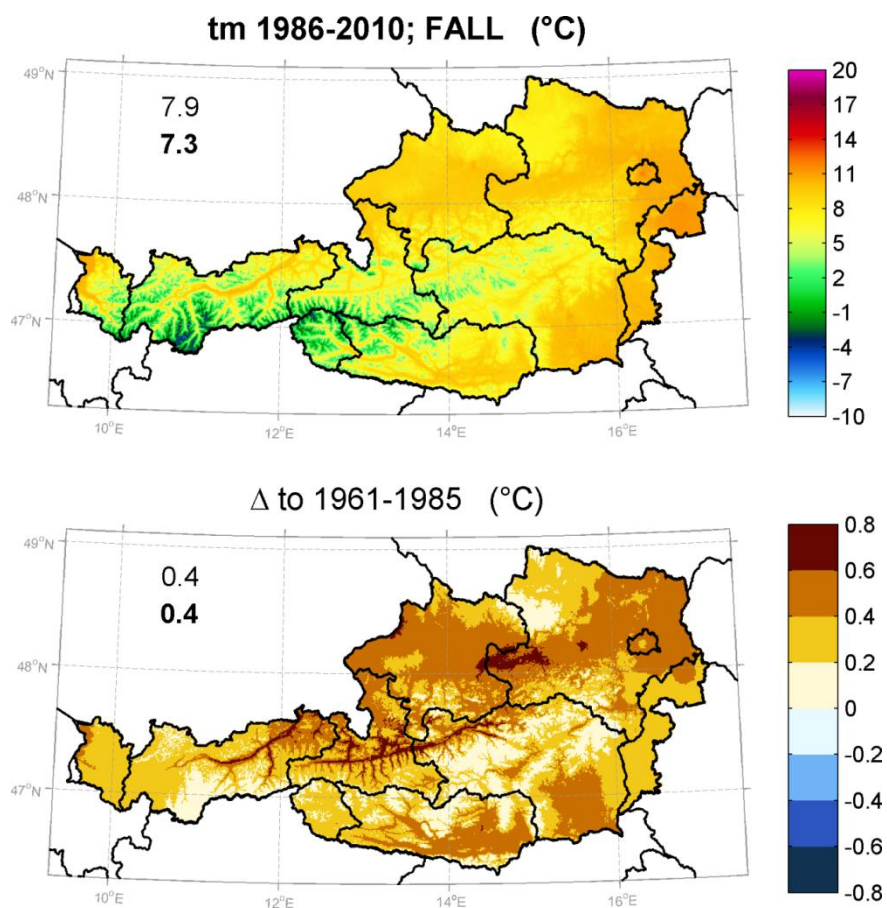 tm 1986-2010; FALL (°C)
49°N
48°N
47°N
7.9
7.3
10°E
12°E
14°E
16°E
20
17
14
11
8
5
2
-1
-4
-7
-10
Δ to 1961-1985 (°C)
49°N
48°N
47°N
0.4
0.4
10°E
12°E
14°E
16°E
0.8
0.6
0.4
0.2
0
-0.2
-0.4
-0.6
-0.8